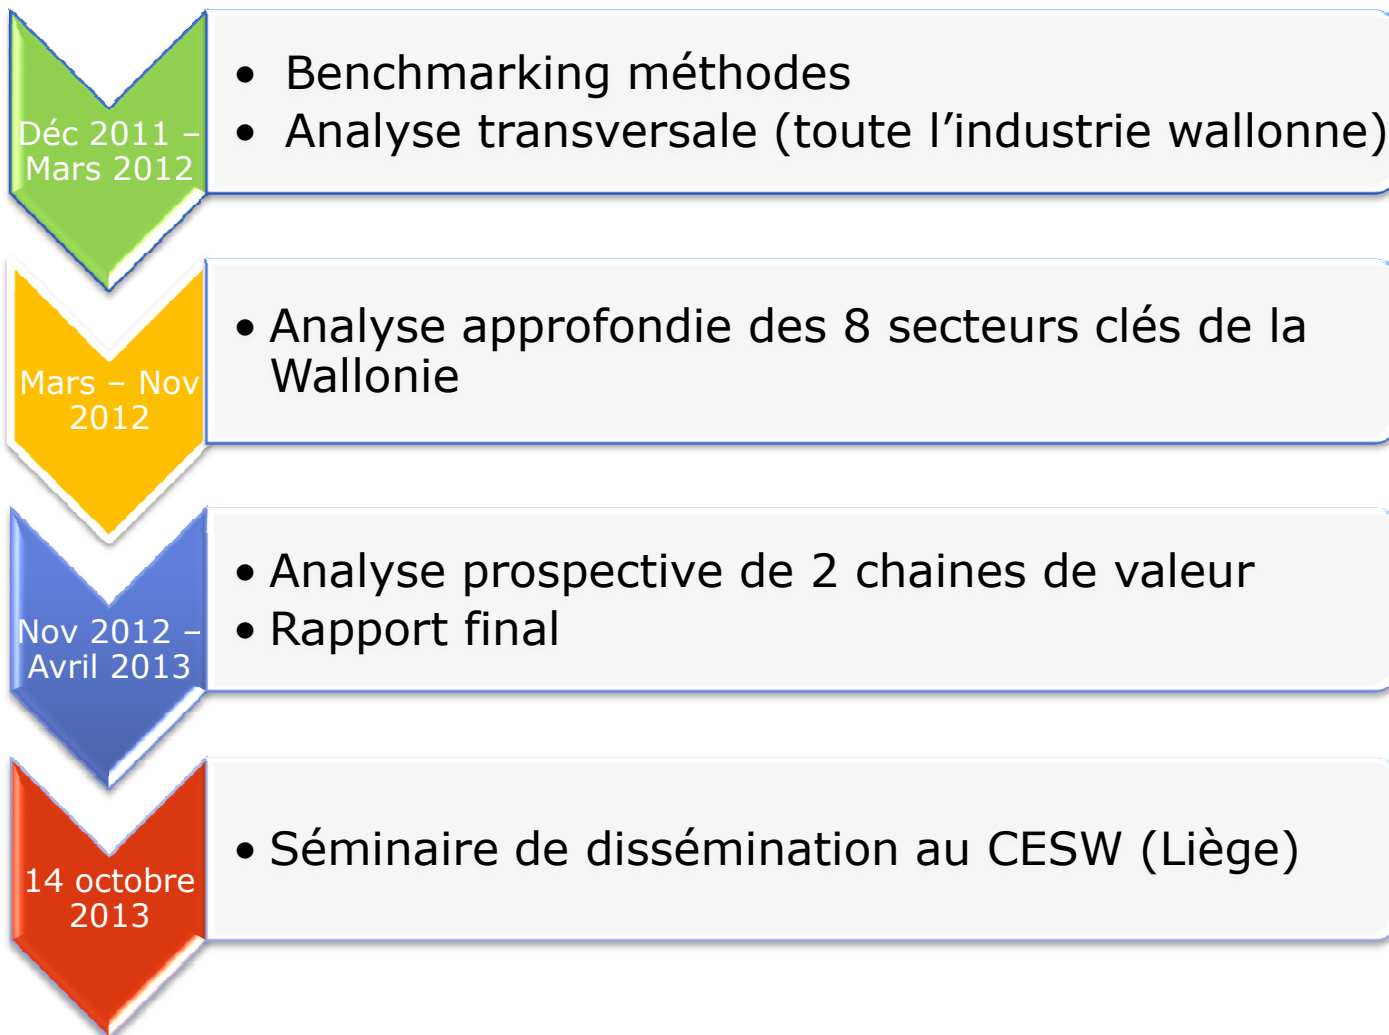 Déc 2011 –
Mars 2012
• Benchmarking méthodes
• Analyse transversale (toute l’industrie wallonne)
Mars – Nov
2012
• Analyse approfondie des 8 secteurs clés de la
Wallonie
Nov 2012 –
Avril 2013
• Analyse prospective de 2 chaines de valeur
• Rapport final
14 octobre
2013
• Séminaire de dissémination au CESW (Liège)